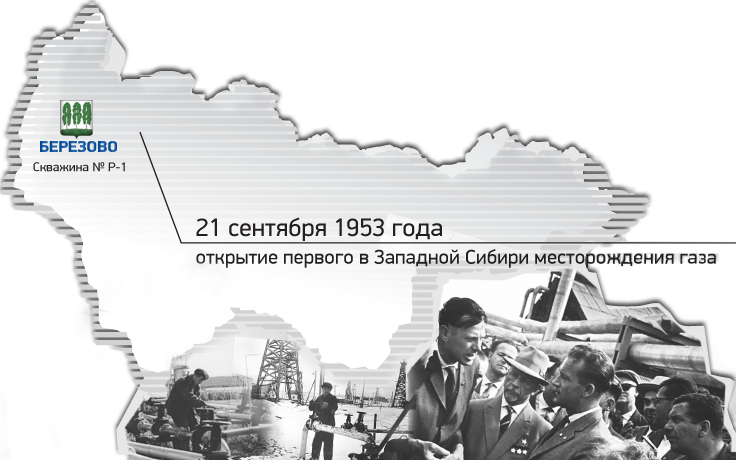 БЕРЕЗОВО
Скважина № Р-1
21 сентября 1953 года
открытие первого в Западной Сибири месторождения газа